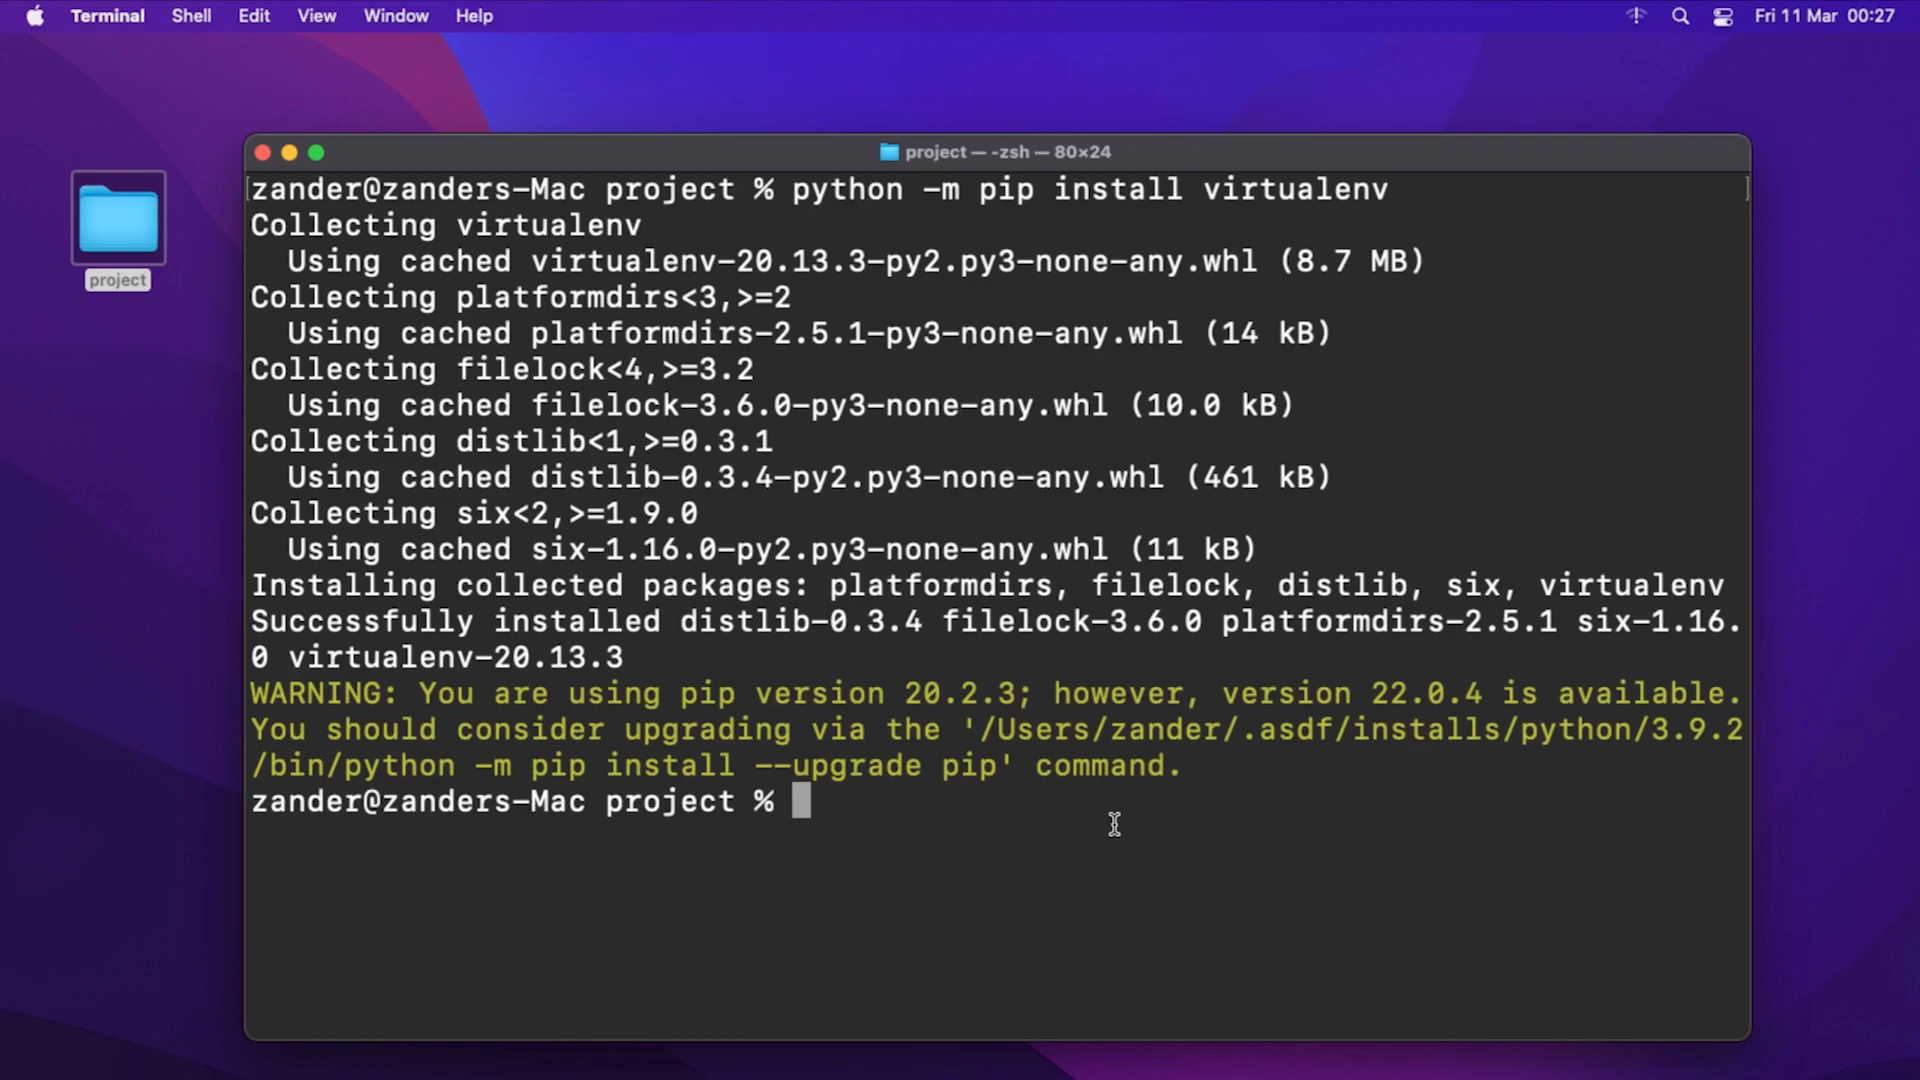 Terminal Shell Edit View Window Help Fri 11 Mar 00:27
project
project — -zsh — 80×24
zander@zanders-Mac project % python -m pip install virtualenv
Collecting virtualenv
  Using cached virtualenv-20.13.3-py2.py3-none-any.whl (8.7 MB)
Collecting platformdirs<3,>=2
  Using cached platformdirs-2.5.1-py3-none-any.whl (14 kB)
Collecting filelock<4,>=3.2
  Using cached filelock-3.6.0-py3-none-any.whl (10.0 kB)
Collecting distlib<1,>=0.3.1
  Using cached distlib-0.3.4-py2.py3-none-any.whl (461 kB)
Collecting six<2,>=1.9.0
  Using cached six-1.16.0-py2.py3-none-any.whl (11 kB)
Installing collected packages: platformdirs, filelock, distlib, six, virtualenv
Successfully installed distlib-0.3.4 filelock-3.6.0 platformdirs-2.5.1 six-1.16.
0 virtualenv-20.13.3
WARNING: You are using pip version 20.2.3; however, version 22.0.4 is available.
You should consider upgrading via the '/Users/zander/.asdf/installs/python/3.9.2
/bin/python -m pip install --upgrade pip' command.
zander@zanders-Mac project %